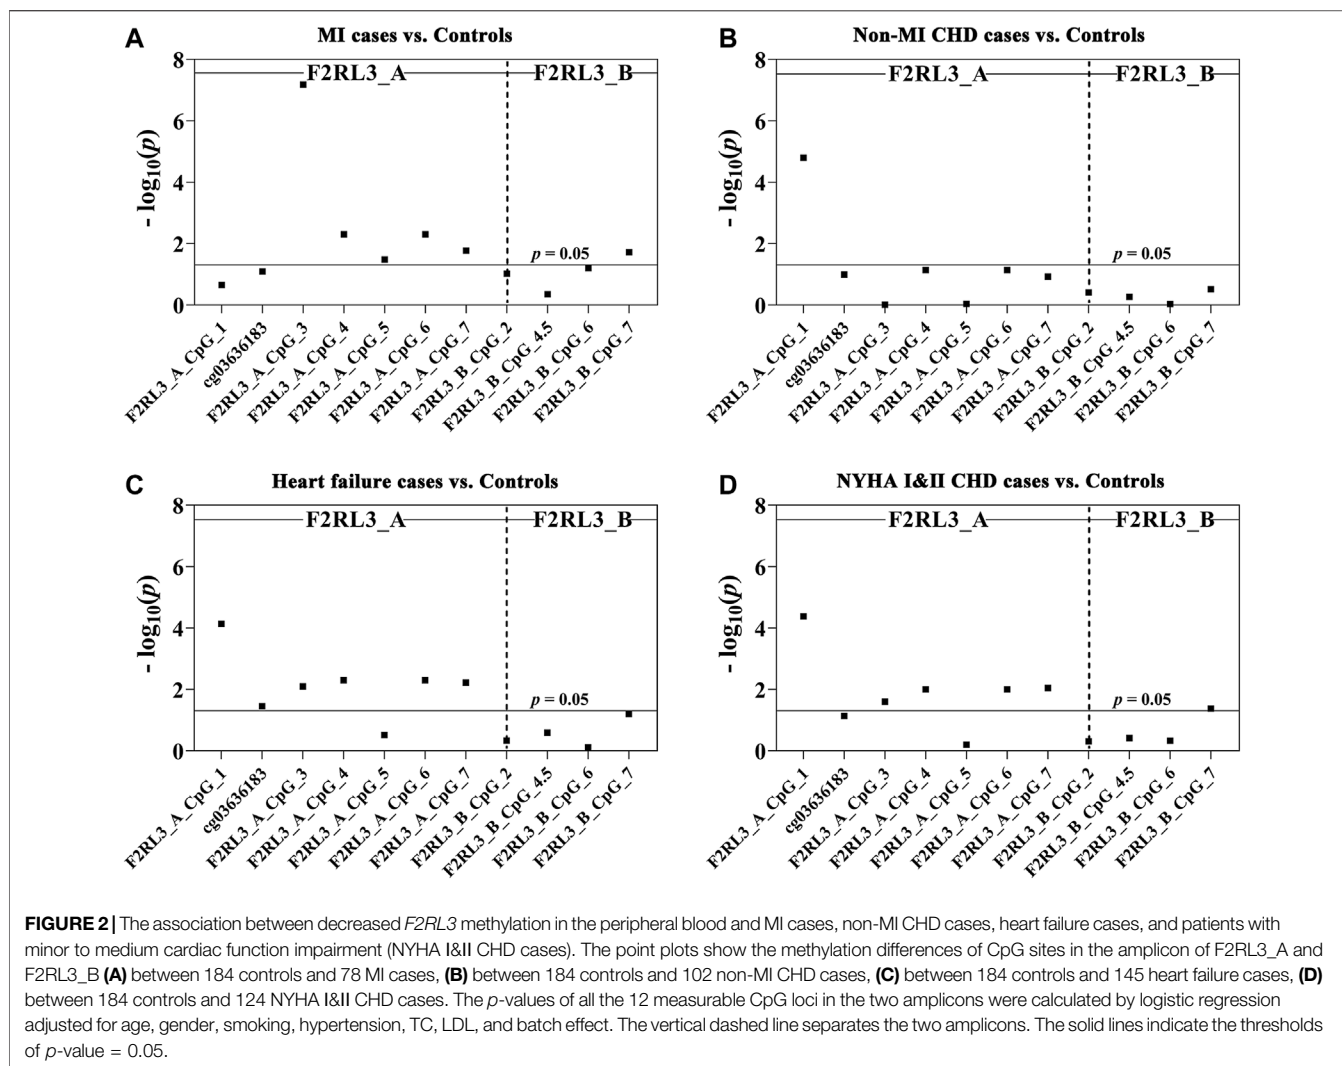 A
MI cases vs. Controls
8
6
4
2
0
- log10(p)
F2RL3_A
F2RL3_B
p = 0.05
F2RL3_A_CpG_1
cg03636183
F2RL3_A_CpG_3
F2RL3_A_CpG_4
F2RL3_A_CpG_5
F2RL3_A_CpG_6
F2RL3_A_CpG_7
F2RL3_B_CpG_2
F2RL3_B_CpG_4.5
F2RL3_B_CpG_6
F2RL3_B_CpG_7
B
Non-MI CHD cases vs. Controls
8
6
4
2
0
- log10(p)
F2RL3_A
F2RL3_B
p = 0.05
F2RL3_A_CpG_1
cg03636183
F2RL3_A_CpG_3
F2RL3_A_CpG_4
F2RL3_A_CpG_5
F2RL3_A_CpG_6
F2RL3_A_CpG_7
F2RL3_B_CpG_2
F2RL3_B_CpG_4.5
F2RL3_B_CpG_6
F2RL3_B_CpG_7
C
Heart failure cases vs. Controls
8
6
4
2
0
- log10(p)
F2RL3_A
F2RL3_B
p = 0.05
F2RL3_A_CpG_1
cg03636183
F2RL3_A_CpG_3
F2RL3_A_CpG_4
F2RL3_A_CpG_5
F2RL3_A_CpG_6
F2RL3_A_CpG_7
F2RL3_B_CpG_2
F2RL3_B_CpG_4.5
F2RL3_B_CpG_6
F2RL3_B_CpG_7
D
NYHA I&II CHD cases vs. Controls
8
6
4
2
0
- log10(p)
F2RL3_A
F2RL3_B
p = 0.05
F2RL3_A_CpG_1
cg03636183
F2RL3_A_CpG_3
F2RL3_A_CpG_4
F2RL3_A_CpG_5
F2RL3_A_CpG_6
F2RL3_A_CpG_7
F2RL3_B_CpG_2
F2RL3_B_CpG_4.5
F2RL3_B_CpG_6
F2RL3_B_CpG_7
FIGURE 2 | The association between decreased F2RL3 methylation in the peripheral blood and MI cases, non-MI CHD cases, heart failure cases, and patients with
minor to medium cardiac function impairment (NYHA I&II CHD cases). The point plots show the methylation differences of CpG sites in the amplicon of F2RL3_A and
F2RL3_B (A) between 184 controls and 78 MI cases, (B) between 184 controls and 102 non-MI CHD cases, (C) between 184 controls and 145 heart failure cases, (D)
between 184 controls and 124 NYHA I&II CHD cases. The p-values of all the 12 measurable CpG loci in the two amplicons were calculated by logistic regression
adjusted for age, gender, smoking, hypertension, TC, LDL, and batch effect. The vertical dashed line separates the two amplicons. The solid lines indicate the thresholds
of p-value = 0.05.